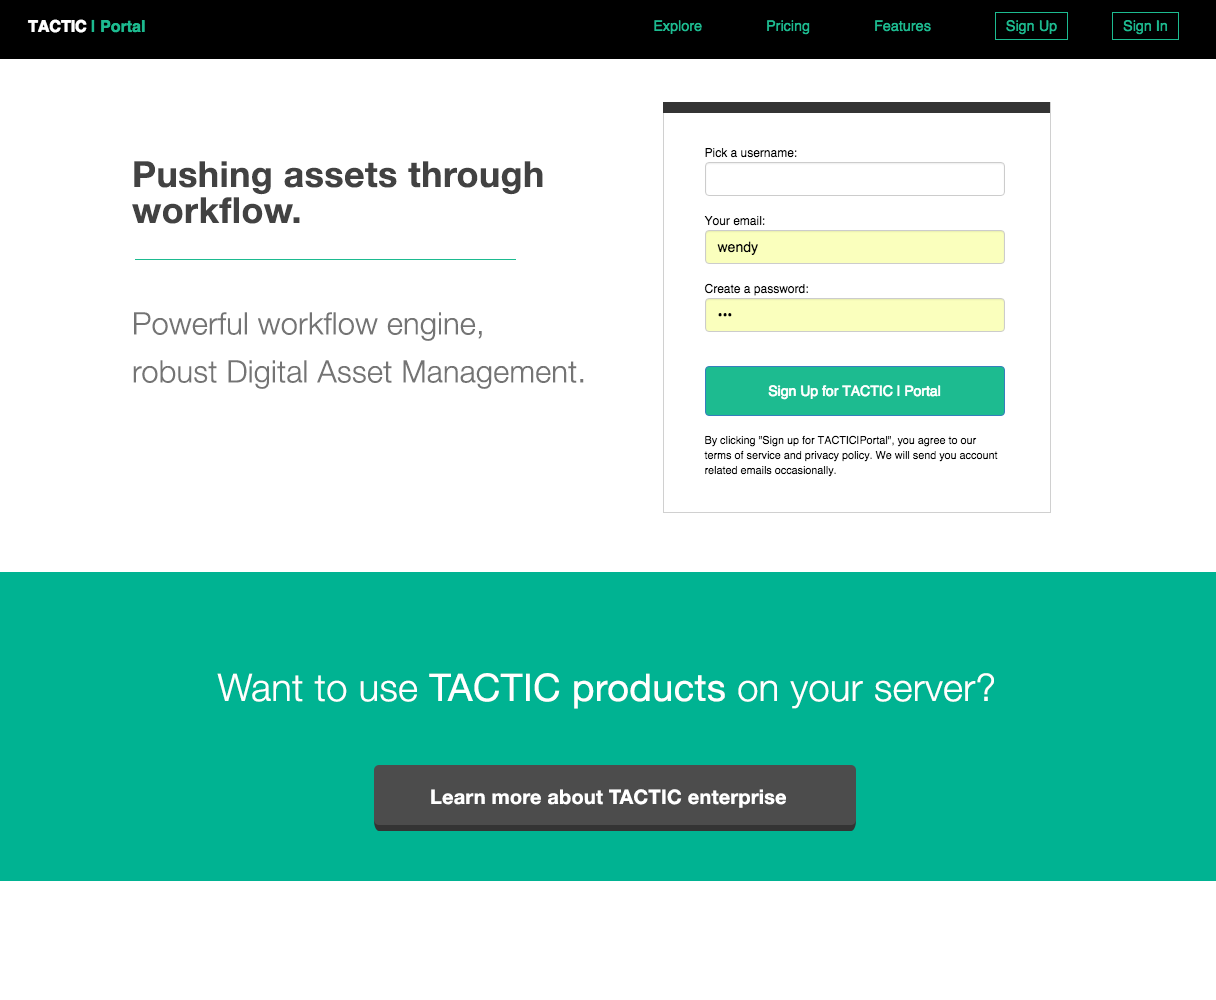 TACTIC | Portal
Explore
Pricing
Features
Sign Up
Sign In
Pushing assets through
workflow.
Powerful workflow engine,
robust Digital Asset Management.
Pick a username:
Your email:
wendy
Create a password:
•••
Sign Up for TACTIC | Portal
By clicking "Sign up for TACTIC|Portal", you agree to our
terms of service and privacy policy. We will send you account
related emails occasionally.
Want to use TACTIC products on your server?
Learn more about TACTIC enterprise